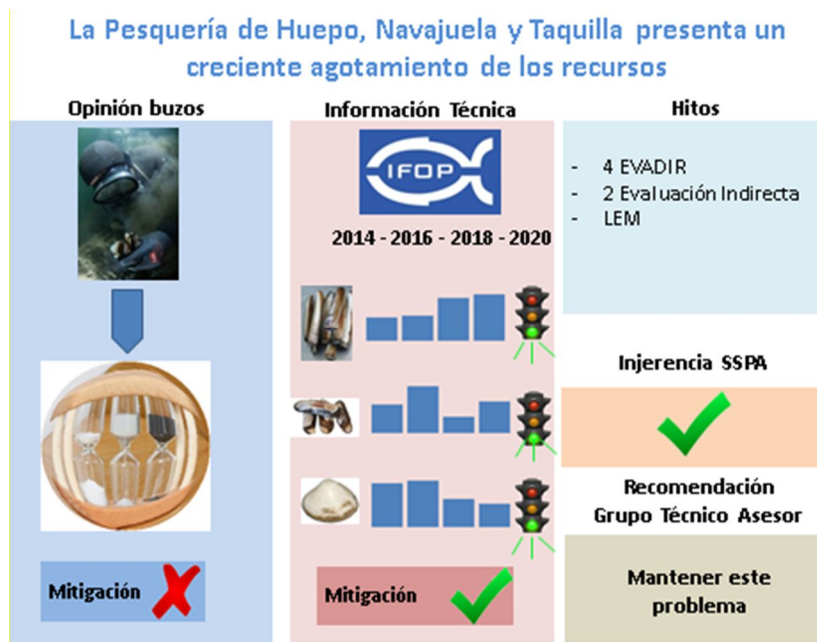 La Pesquería de Huepo, Navajuela y Taquilla presenta un
creciente agotamiento de los recursos
Opinión buzos
Mitigación
Información Técnica
IFOP
2014 - 2016 - 2018 - 2020
Mitigación
Hitos
- 4 EVADIR
- 2 Evaluación Indirecta
- LEM
Injerencia SSPA
Recomendación
Grupo Técnico Asesor
Mantener este
problema